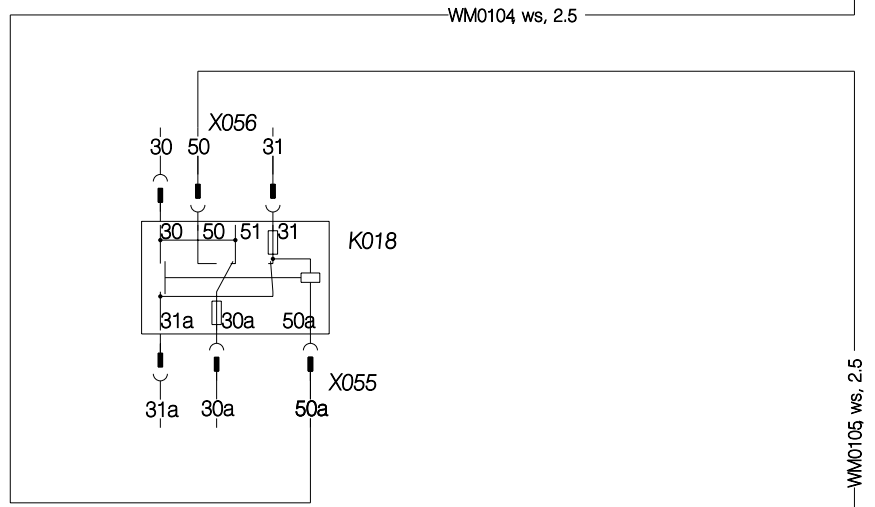 WM0104, ws, 2.5
X056
30 50 31
30 50 51 31
K018
31a 30a 50a
X055
31a 30a 50a
WM0105, ws, 2.5